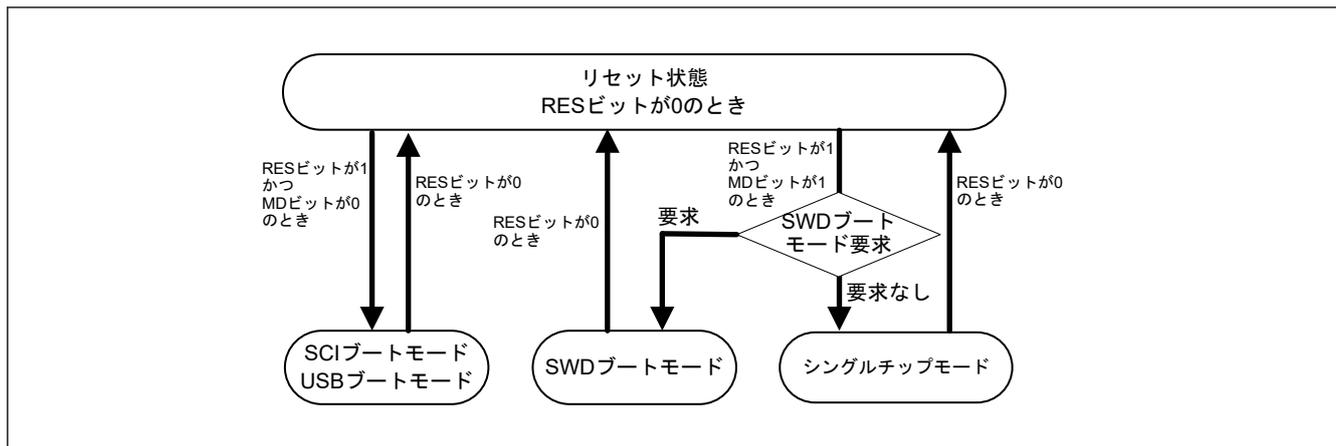 リセット状態
RESビットが0のとき
RESビットが1
かつ
MDビットが0
のとき
RESビットが0
のとき
RESビットが0
のとき
RESビットが1
かつ
MDビットが1
のとき
RESビットが0
のとき
要求
SWDブート
モード要求
要求なし
SCIブートモード
USBブートモード
SWDブートモード
シングルチップモード